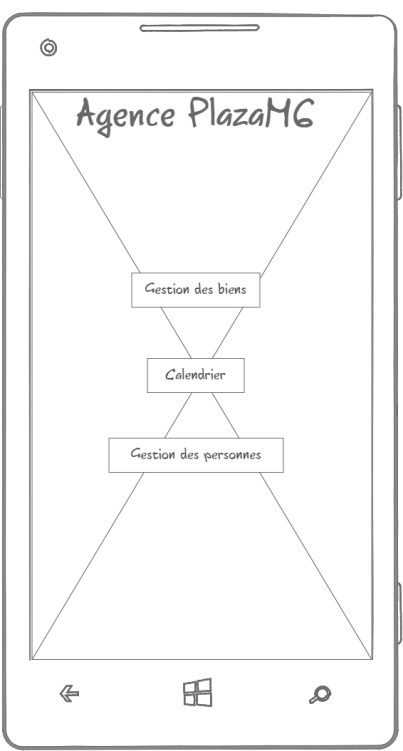 Agence PlazaM6
Gestion des biens
Calendrier
Gestion des personnes